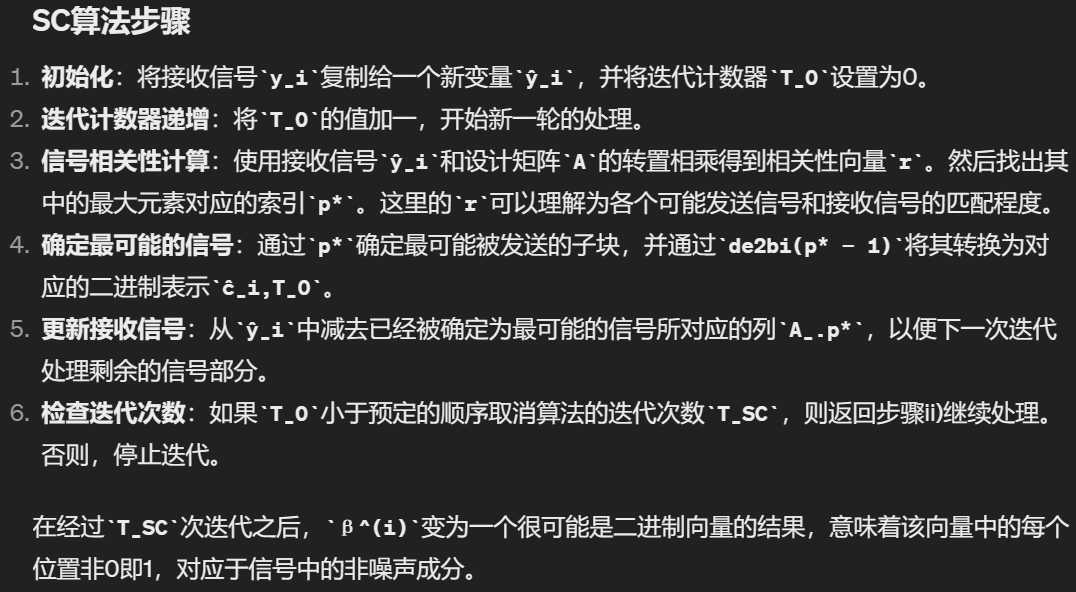 SC算法步骤
1. 初始化：将接收信号`y_i`复制给一个新变量`ŷ_i`，并将迭代计数器`T_0`设置为0。
2. 迭代计数器递增：将`T_0`的值加一，开始新一轮的处理。
3. 信号相关性计算：使用接收信号`ŷ_i`和设计矩阵`A`的转置相乘得到相关性向量`r`。然后找出其
中的最大元素对应的索引`p*`。这里的`r`可以理解为各个可能发送信号和接收信号的匹配程度。
4. 确定最可能的信号：通过`p*`确定最可能被发送的子块，并通过`de2bi(p* − 1)`将其转换为对
应的二进制表示`ĉ_i,T_0`。
5. 更新接收信号：从`ŷ_i`中减去已经被确定为最可能的信号所对应的列`A_.p*`，以便下一次迭代
处理剩余的信号部分。
6. 检查迭代次数：如果`T_0`小于预定的顺序取消算法的迭代次数`T_SC`，则返回步骤ii)继续处理。
否则，停止迭代。
在经过`T_SC`次迭代之后，`β^(i)`变为一个很可能是二进制向量的结果，意味着该向量中的每个
位置非0即1，对应于信号中的非噪声成分。